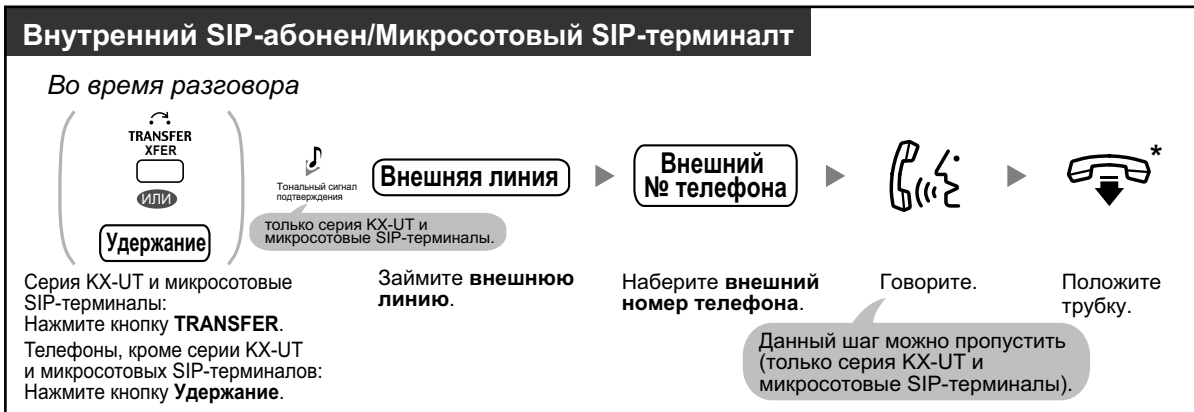 Внутренний SIP-абонен/Микросотовый SIP-терминалт
Во время разговора
TRANSFER
XFER
ИЛИ
Удержание
Тональный сигнал
подтверждения
только серия KX-UT и
микросотовые SIP-терминалы.
Внешняя линия
Внешний
№ телефона
*
Серия KX-UT и микросотовые
SIP-терминалы:
Нажмите кнопку TRANSFER.
Телефоны, кроме серии KX-UT
и микросотовых SIP-терминалов:
Нажмите кнопку Удержание.
Займите внешнюю
линию.
Наберите внешний
номер телефона.
Говорите.
Данный шаг можно пропустить
(только серия KX-UT и
микросотовые SIP-терминалы).
Положите
трубку.